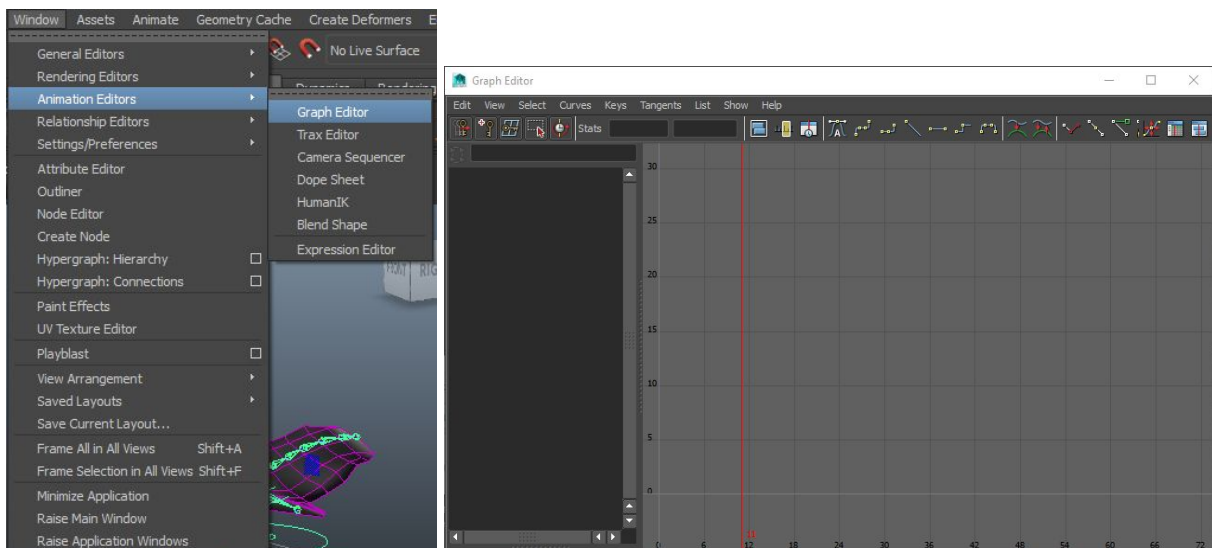 Window Assets Animate Geometry Cache Create Deformers E
No Live Surface
General Editors
Rendering Editors
Animation Editors
Relationship Editors
Settings/Preferences
Attribute Editor
Outliner
Node Editor
Create Node
Hypergraph: Hierarchy
Hypergraph: Connections
Paint Effects
UV Texture Editor
Playblast
View Arrangement
Saved Layouts
Save Current Layout...
Frame All in All Views Shift+A
Frame Selection in All Views Shift+F
Minimize Application
Raise Main Window
Raise Application Windows
Graph Editor
Trax Editor
Camera Sequencer
Dope Sheet
HumanIK
Blend Shape
Expression Editor
Graph Editor
Edit View Select Curves Keys Tangents List Show Help
Stats
30
25
20
15
10
5
0
11
6 12 18 24 30 36 42 48 54 60 66 72